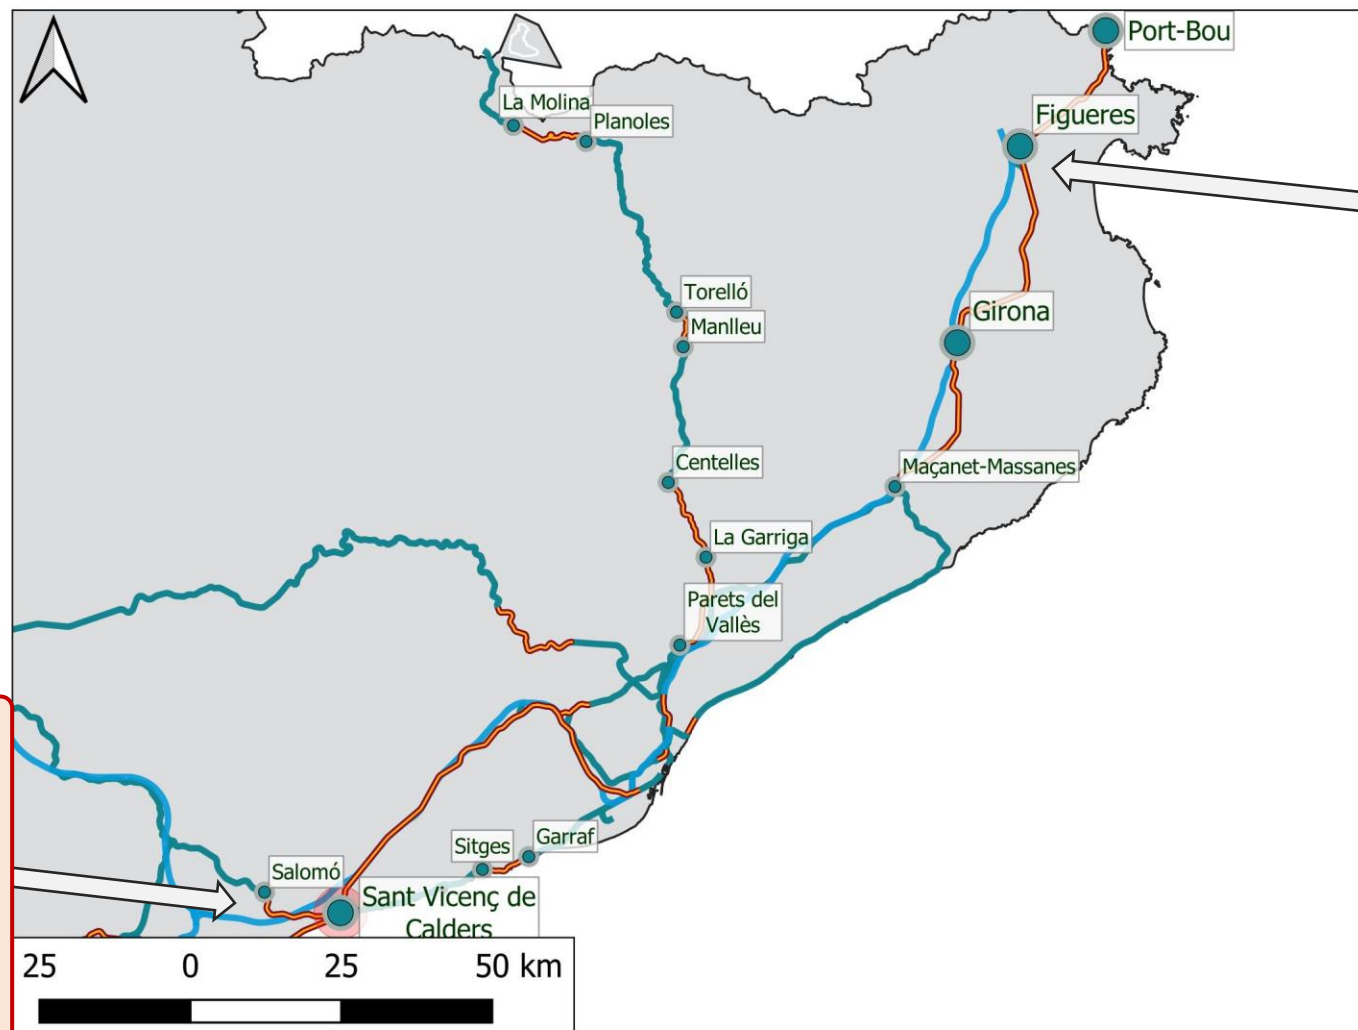 Port-Bou
Figueres
La Molina
Planoles
Torelló
Manlleu
Girona
Centelles
Maçanet-Massanes
La Garriga
Parets del
Vallès
Sitges
Garraf
Salomó
Sant Vicenç de
Calders
25 0 25 50 km